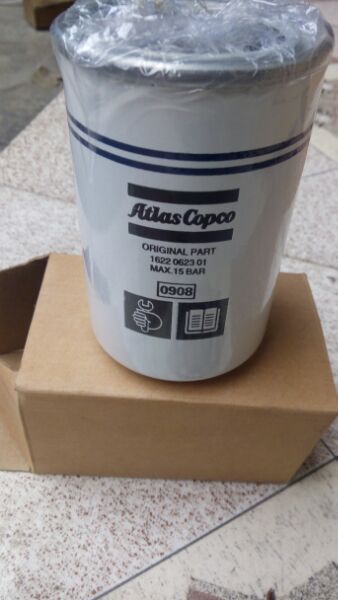 Atlas Copco
ORIGINAL PART
1622 0623 01
MAX. 15 BAR
0908